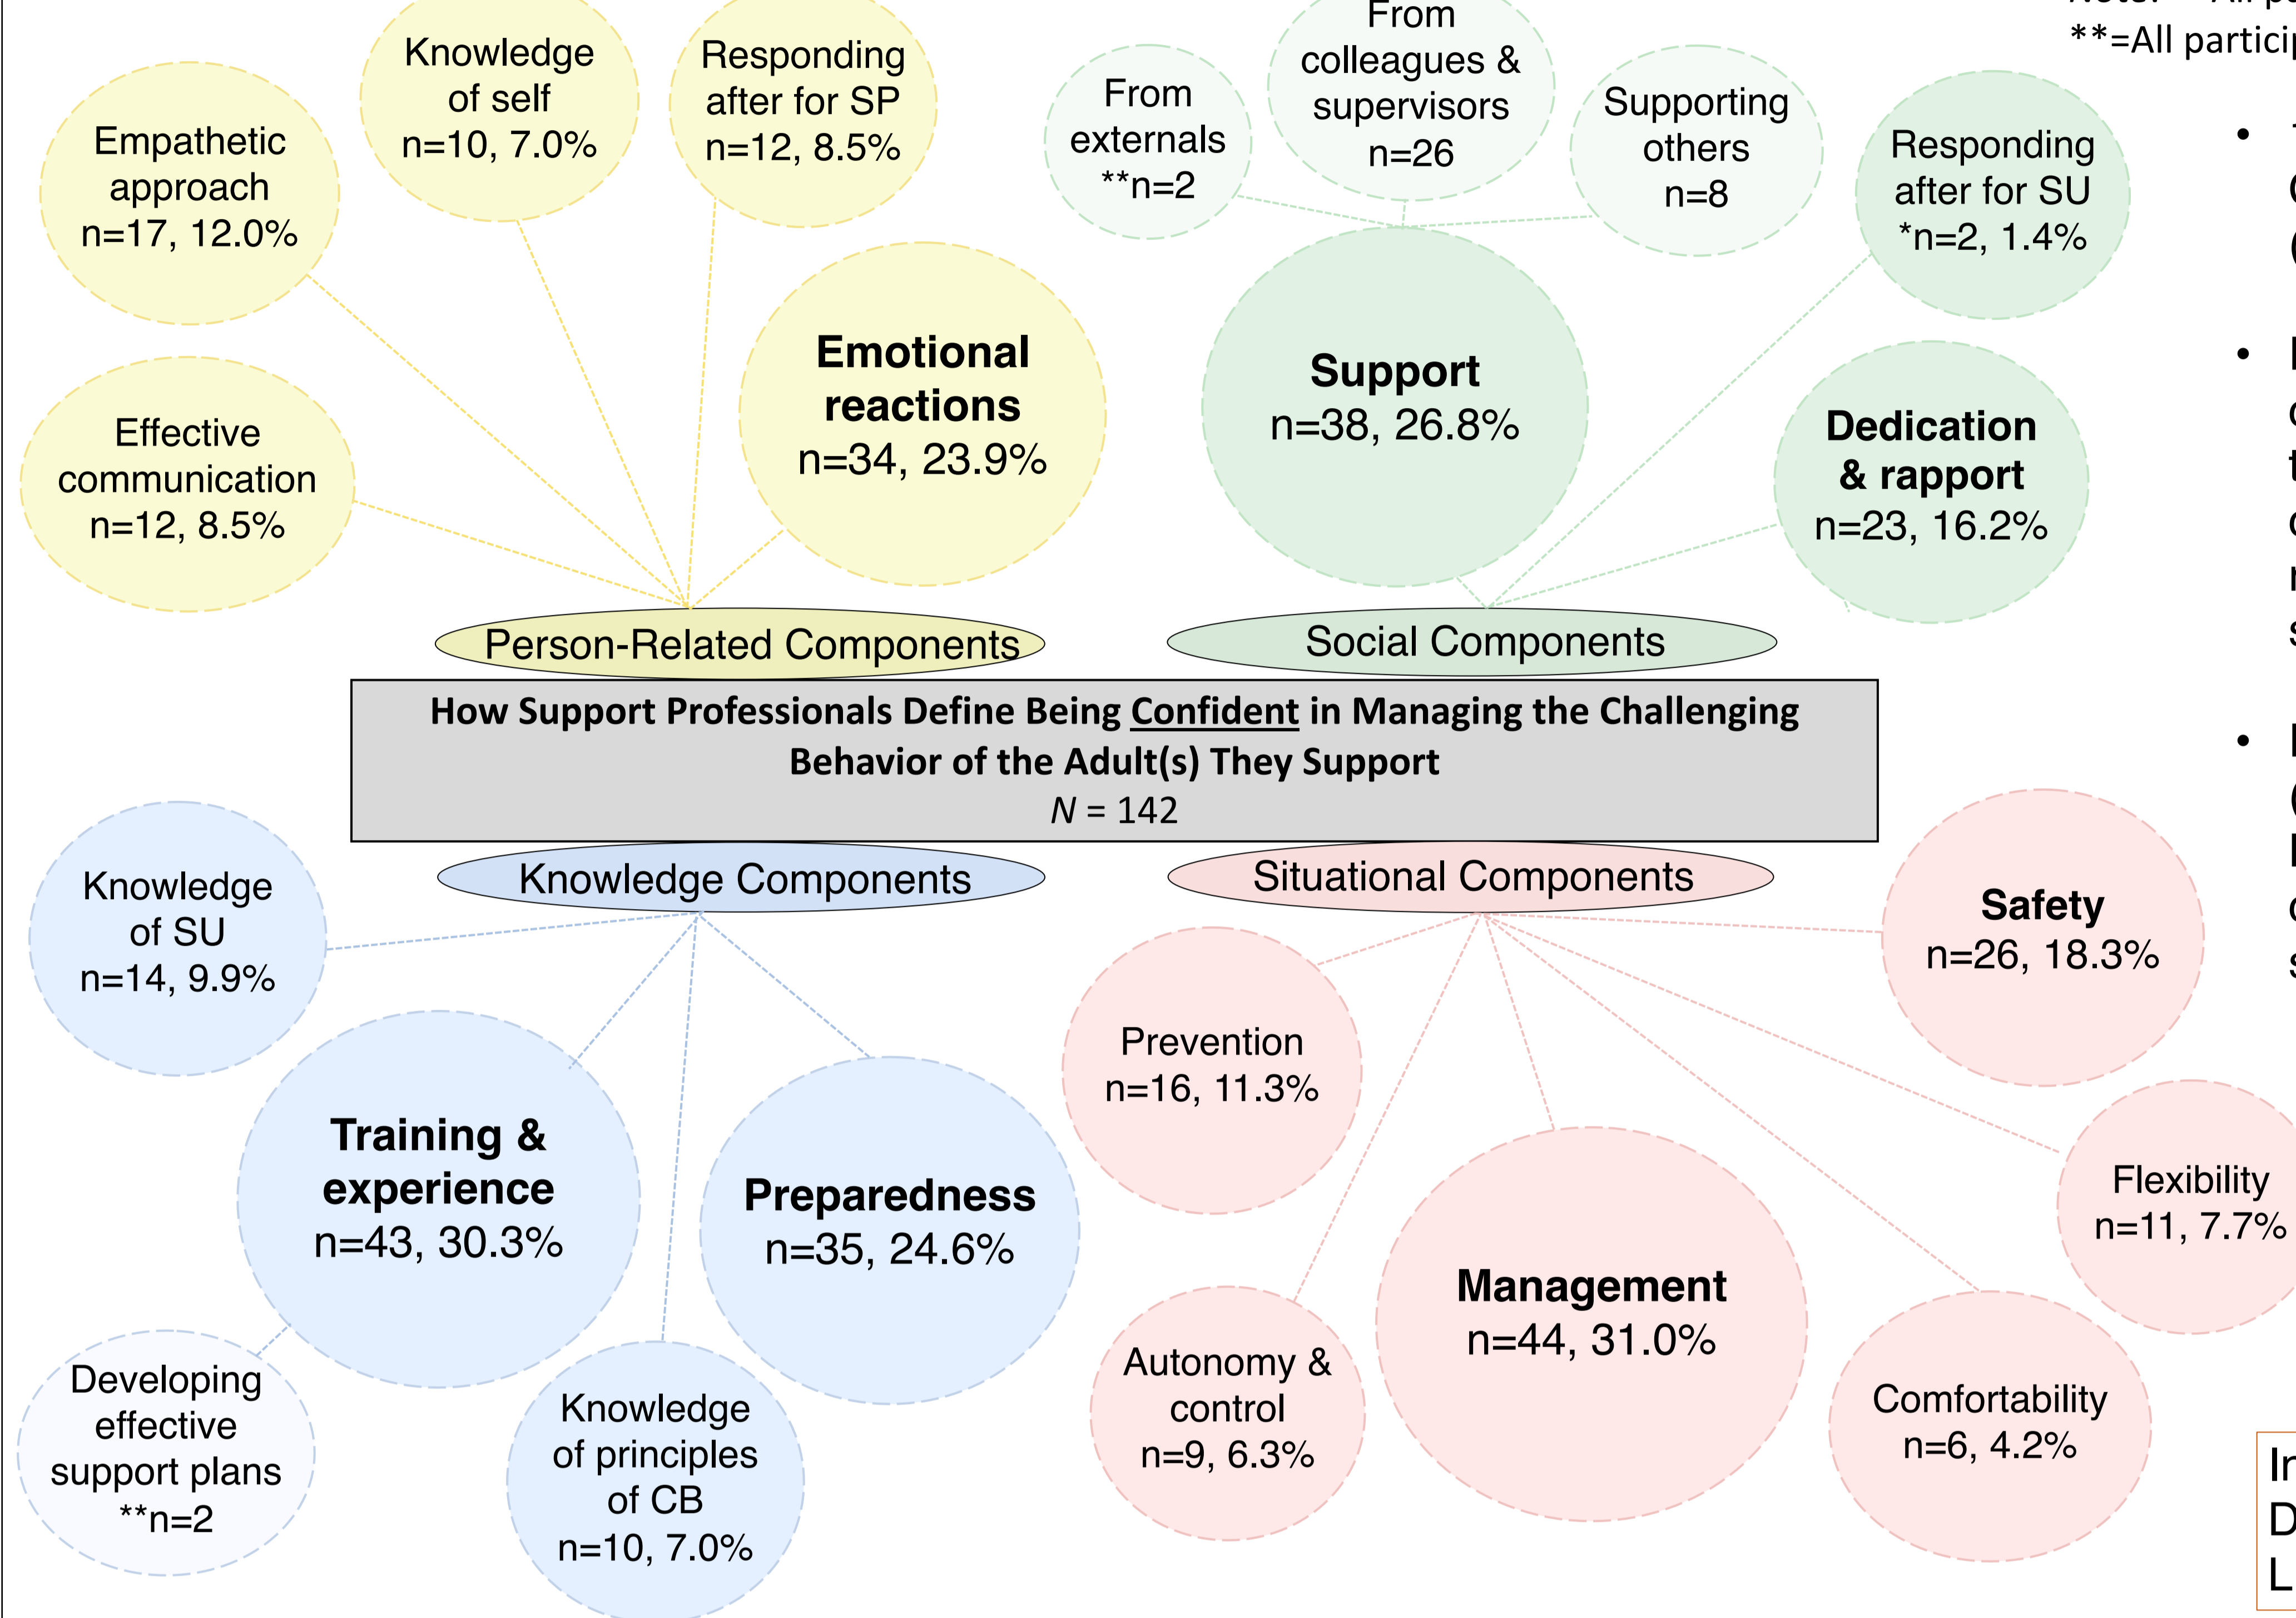 Knowledge
of self
n=10, 7.0%
Responding
after for SP
n=12, 8.5%
Empathetic
approach
n=17, 12.0%
Effective
communication
n=12, 8.5%
Emotional
reactions
n=34, 23.9%
Person-Related Components
From
externals
**n=2
From
colleagues &
supervisors
n=26
Supporting
others
n=8
Responding
after for SU
*n=2, 1.4%
Support
n=38, 26.8%
Dedication
& rapport
n=23, 16.2%
Social Components
**=All
How Support Professionals Define Being Confident in Managing the Challenging
Behavior of the Adult(s) They Support
N = 142
Knowledge Components
Knowledge
of SU
n=14, 9.9%
Training &
experience
n=43, 30.3%
Preparedness
n=35, 24.6%
Developing
effective
support plans
**n=2
Knowledge
of principles
of CB
n=10, 7.0%
Situational Components
Safety
n=26, 18.3%
Prevention
n=16, 11.3%
Flexibility
n=11, 7.7%
Management
n=44, 31.0%
Autonomy &
control
n=9, 6.3%
Comfortability
n=6, 4.2%